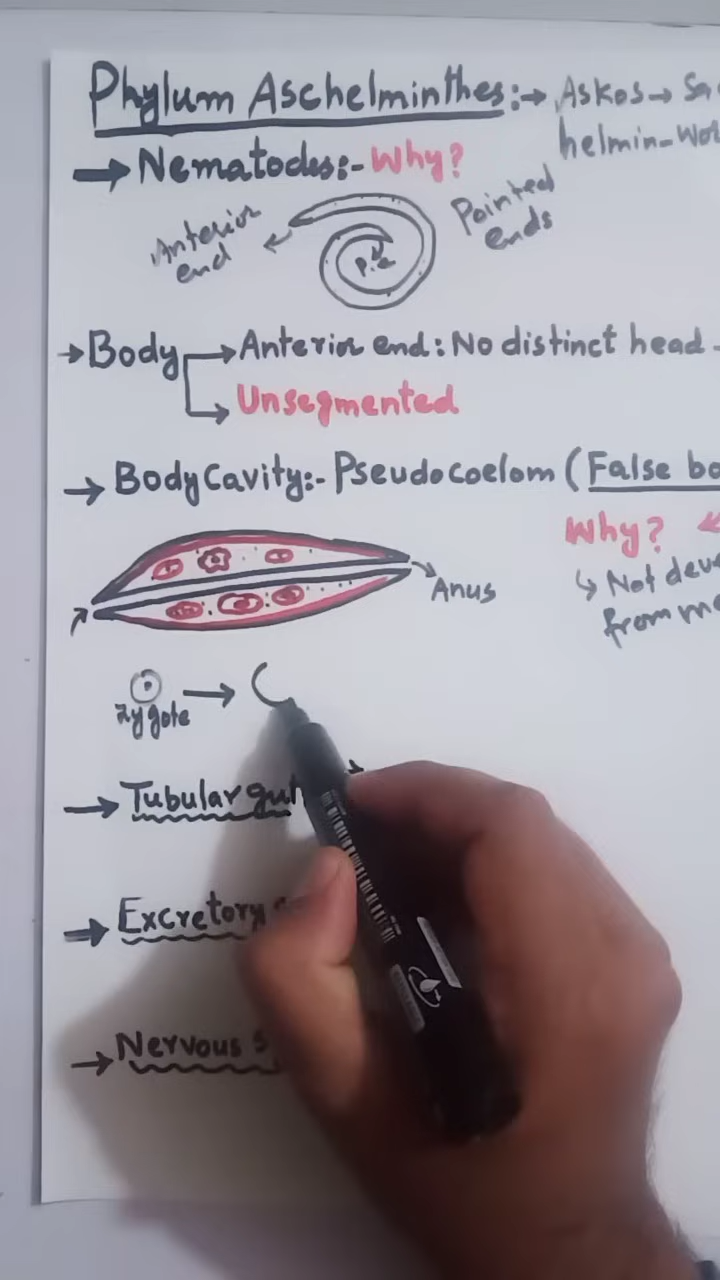 Phylum Aschelminthes:→ Askos→
helmin-
→ Nematodes:- Why?
Anterior end
Pointed ends
→ Body → Anterior end: No distinct head
→ Unsegmented
→ Body Cavity:- Pseudocoelom (False
Why?
↳ Not
from
Anus
Zygote →
→ Tubular gut
→ Excretory
→ Nervous